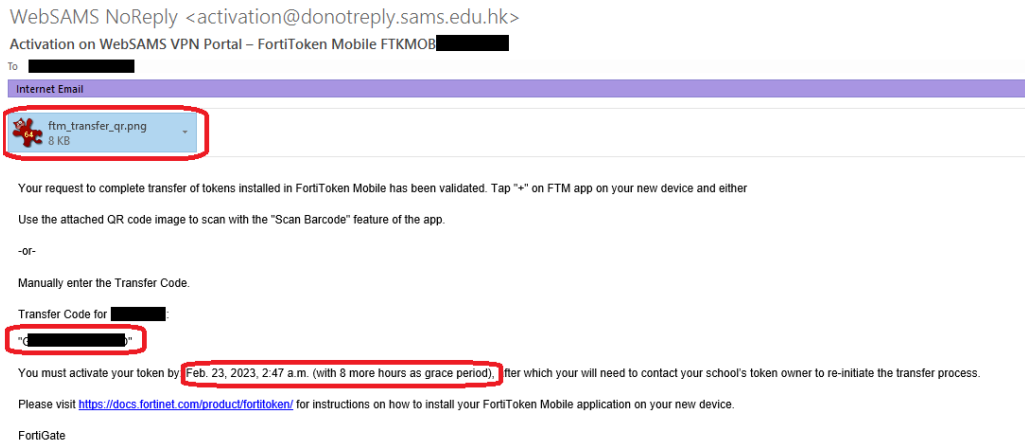 WebSAMS NoReply <activation@donotreply.sams.edu.hk>
Activation on WebSAMS VPN Portal – FortiToken Mobile FTKMOB
To
Internet Email
64
ftm_transfer_qr.png
8 KB
Your request to complete transfer of tokens installed in FortiToken Mobile has been validated. Tap "+" on FTM app on your new device and either
Use the attached QR code image to scan with the "Scan Barcode" feature of the app.
-or-
Manually enter the Transfer Code.
Transfer Code for :
"G"
You must activate your token by Feb. 23, 2023, 2:47 a.m. (with 8 more hours as grace period), fter which your will need to contact your school's token owner to re-initiate the transfer process.
Please visit https://docs.fortinet.com/product/fortitoken/ for instructions on how to install your FortiToken Mobile application on your new device.
FortiGate